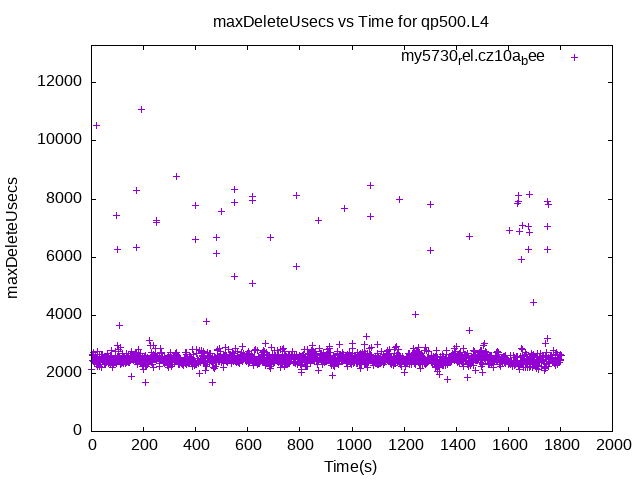 maxDeleteUsecs vs Time for qp500.L4
my5730rel.cz10abee
12000
10000
8000
6000
4000
2000
0
maxDeleteUsecs
0 200 400 600 800 1000 1200 1400 1600 1800 2000
Time(s)